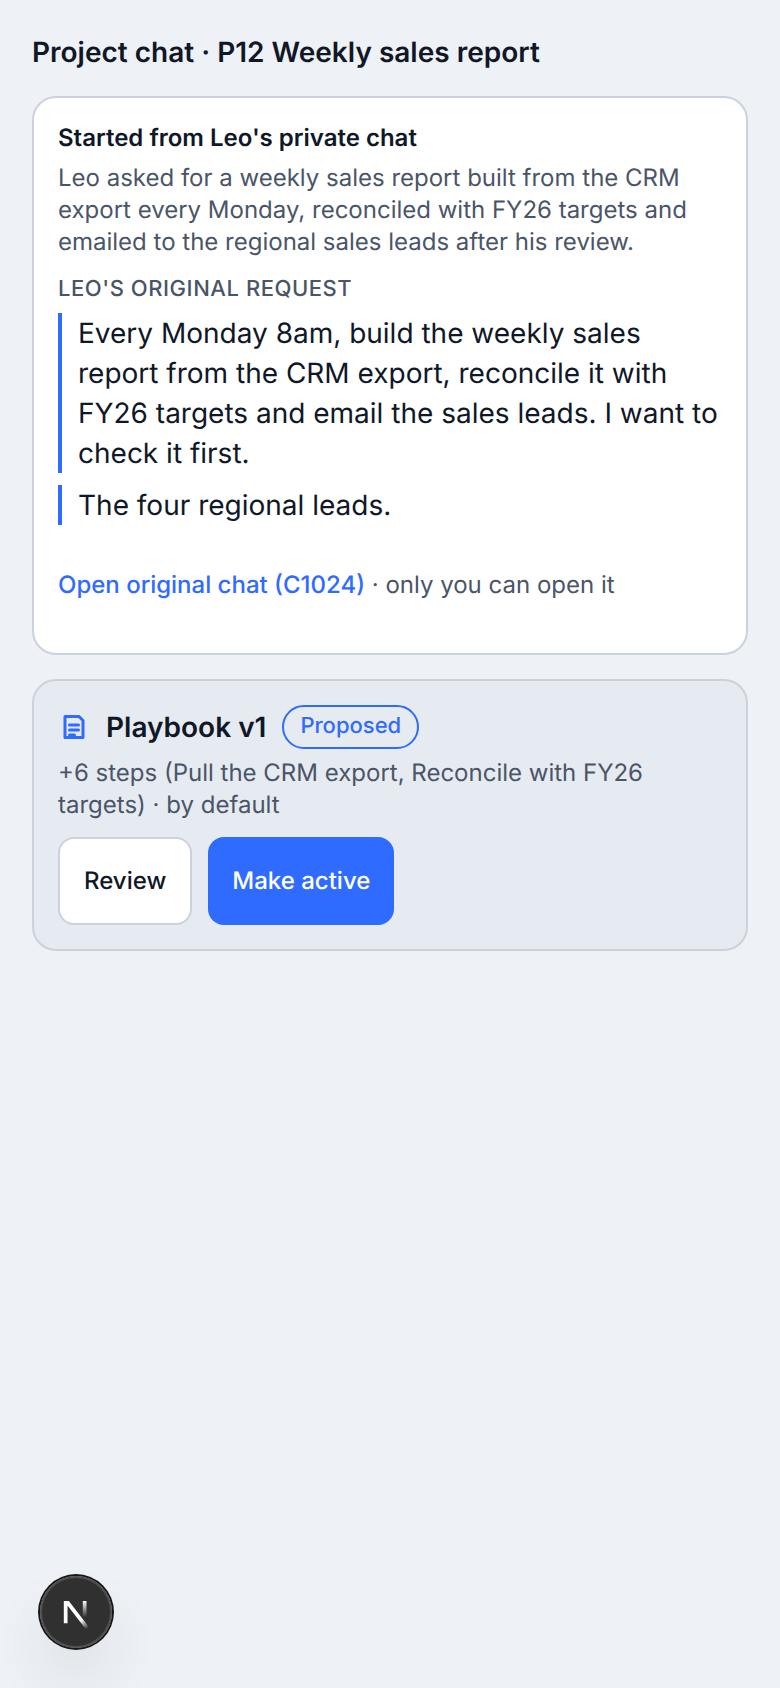 Project chat · P12 Weekly sales report
Started from Leo's private chat
Leo asked for a weekly sales report built from the CRM
export every Monday, reconciled with FY26 targets and
emailed to the regional sales leads after his review.
LEO'S ORIGINAL REQUEST
Every Monday 8am, build the weekly sales
report from the CRM export, reconcile it with
FY26 targets and email the sales leads. I want to
check it first.
The four regional leads.
Open original chat (C1024) · only you can open it
Playbook v1 Proposed
+6 steps (Pull the CRM export, Reconcile with FY26
targets) · by default
Review Make active
N